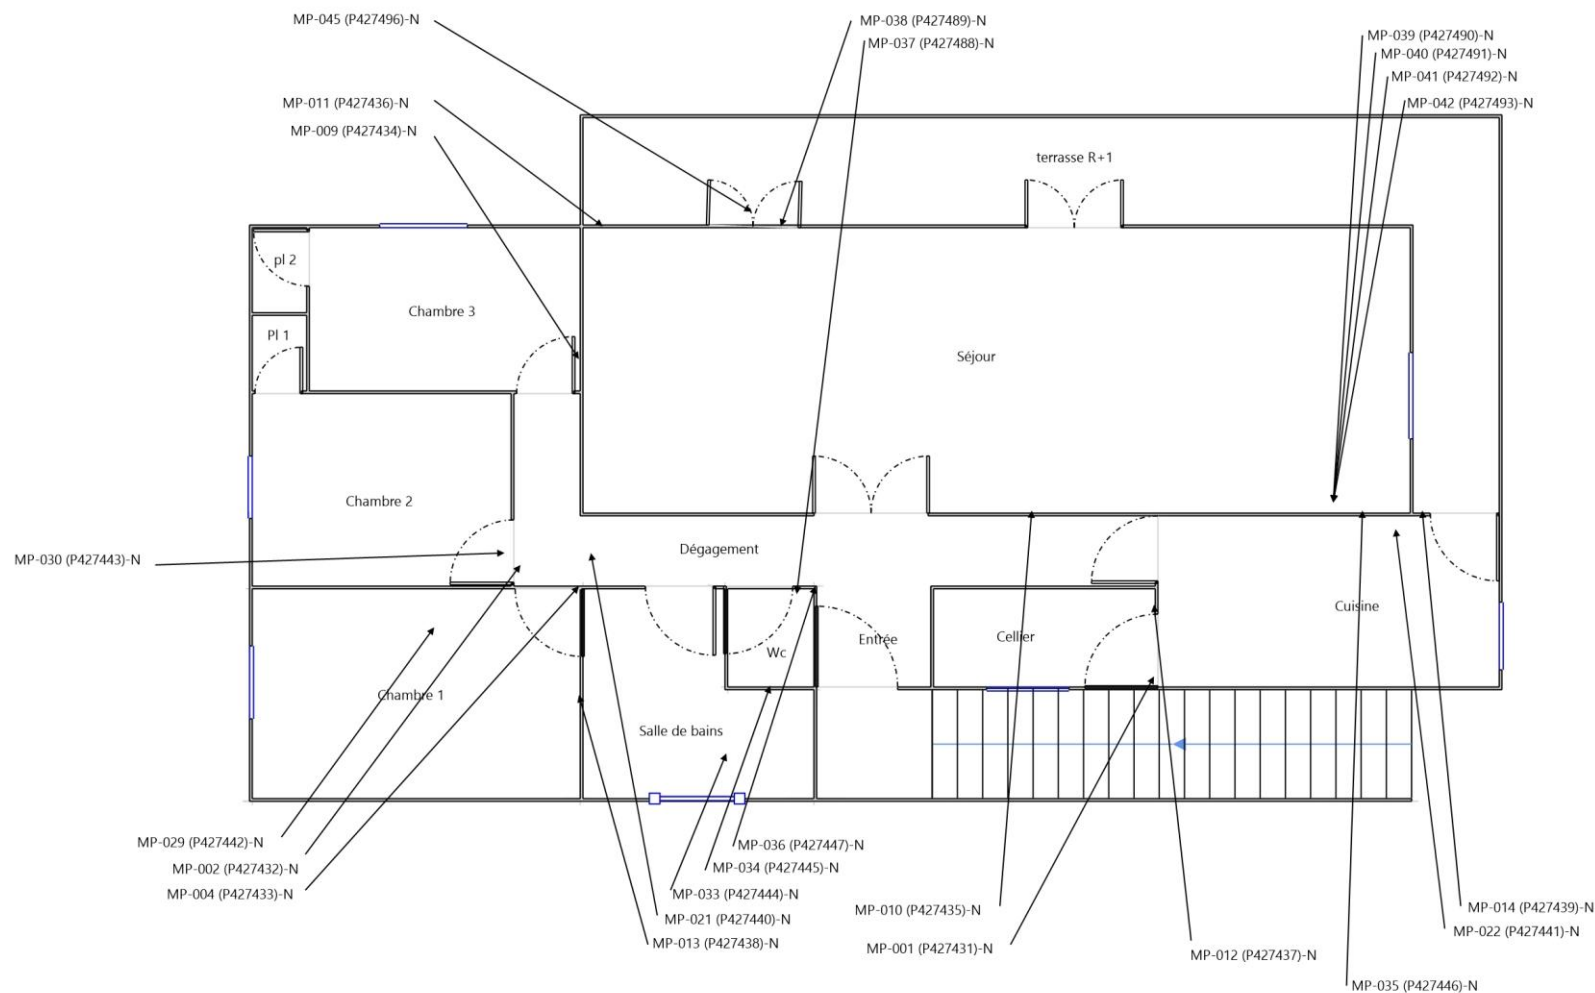 MP-045 (P427496)-N
MP-038 (P427489)-N
MP-037 (P427488)-N
MP-039 (P427490)-N
MP-040 (P427491)-N
MP-041 (P427492)-N
MP-042 (P427493)-N
MP-011 (P427436)-N
MP-009 (P427434)-N
terrasse R+1
pl 2
Chambre 3
Pl 1
Séjour
Chambre 2
Dégagement
MP-030 (P427443)-N
Cuisine
Entrée
Cellier
Wc
Chambre 1
Salle de bains
MP-029 (P427442)-N
MP-002 (P427432)-N
MP-004 (P427433)-N
MP-036 (P427447)-N
MP-034 (P427445)-N
MP-033 (P427444)-N
MP-021 (P427440)-N
MP-013 (P427438)-N
MP-010 (P427435)-N
MP-001 (P427431)-N
MP-012 (P427437)-N
MP-014 (P427439)-N
MP-022 (P427441)-N
MP-035 (P427446)-N